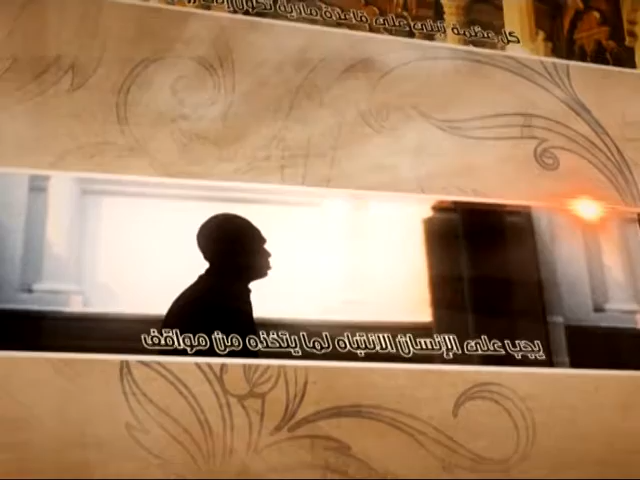 كل عظمة تبنى على قاعدة مادية تكون
يجب على الإنسان الانتباه لما يتخذه من مواقف